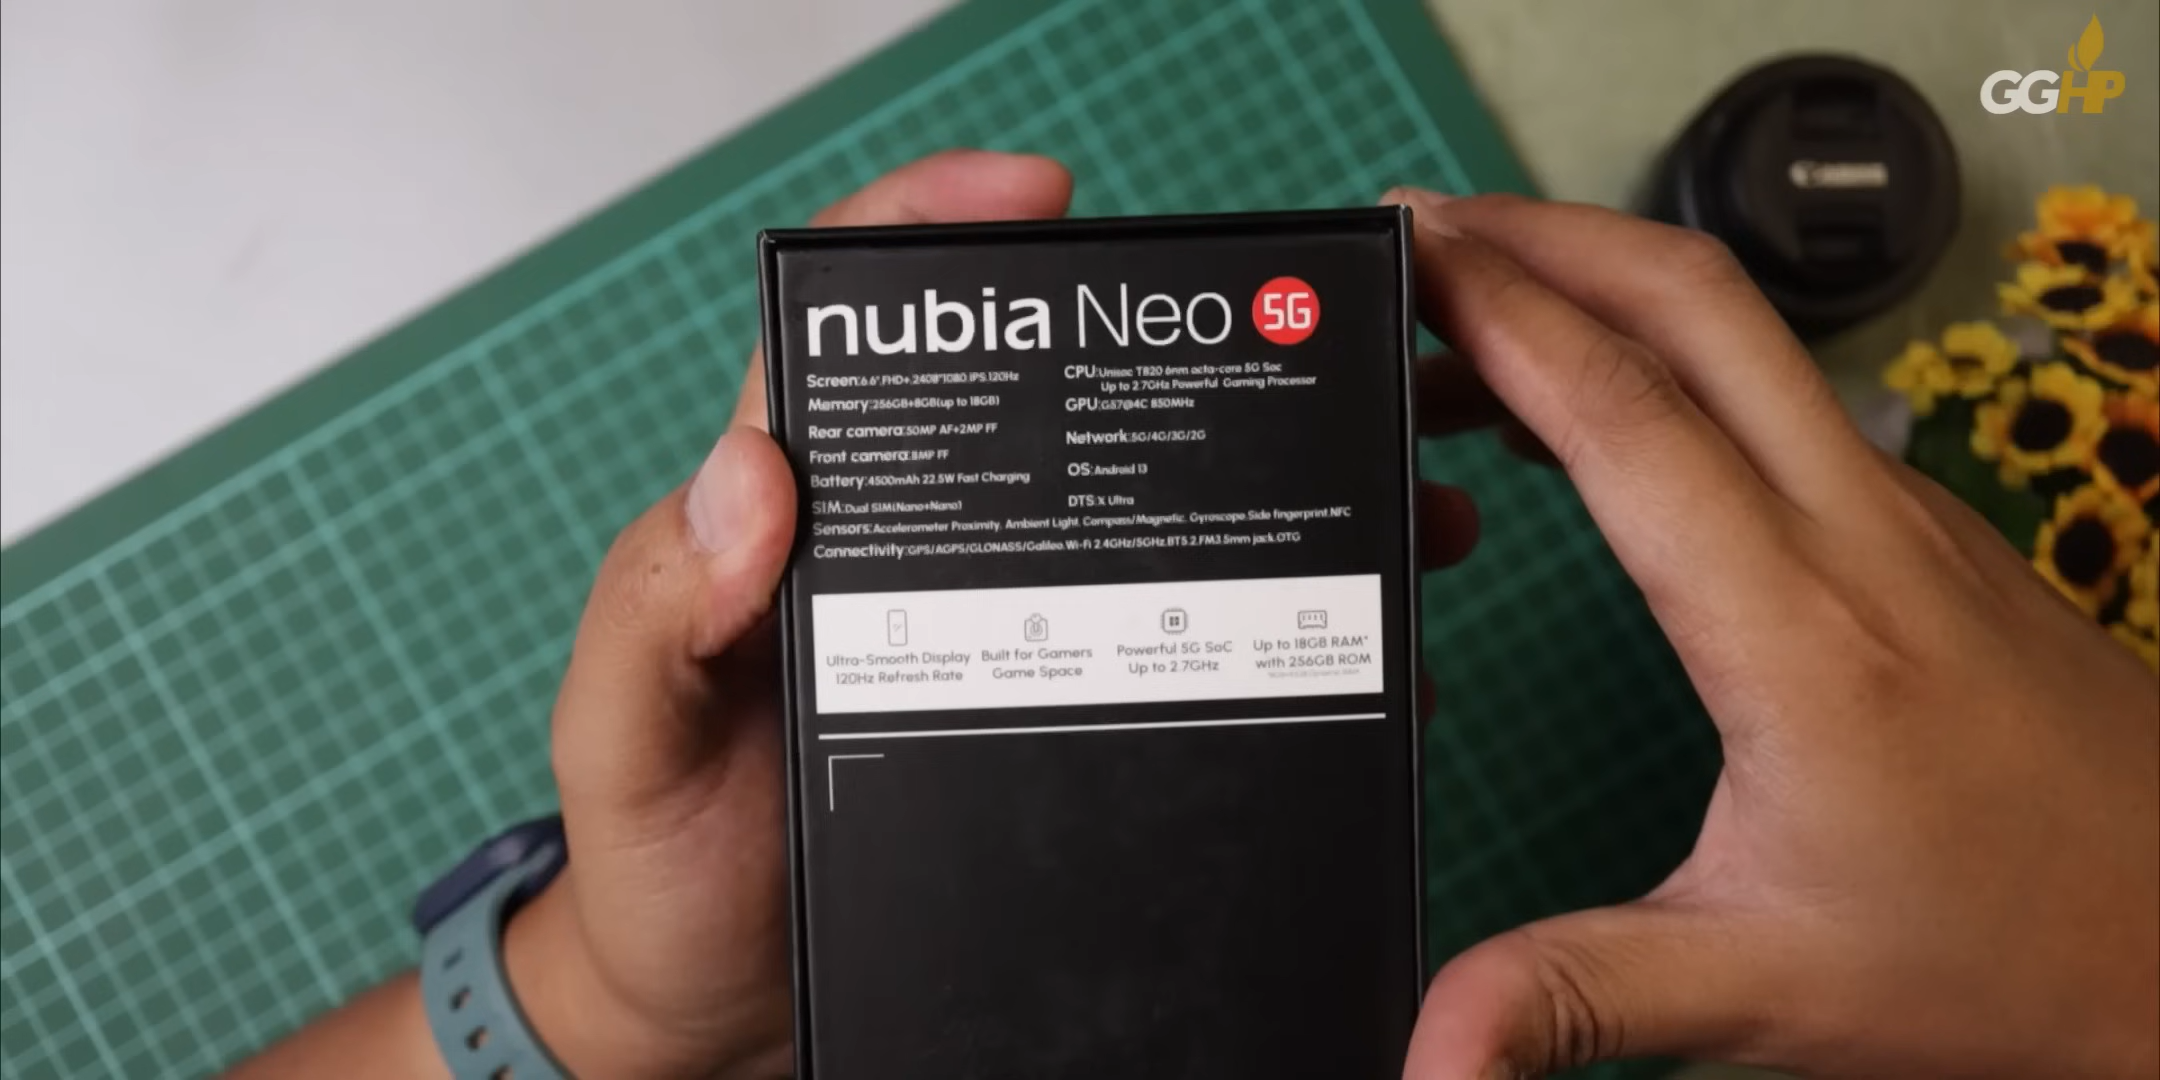 GGHP
Canon
nubia Neo 5G
Screen:6.6",FHD+,2408*1080 IPS,120Hz
Memory:256GB+8GB(up to 18GB)
Rear camera:50MP AF+2MP FF
Front camera:8MP FF
Battery:4500mAh 22.5W Fast Charging
SIM:Dual SIM(Nano+Nano)
CPU:Unisoc T820 6nm octa-core 5G Soc
Up to 2.7GHz Powerful Gaming Processor
GPU:G57@4C 850MHz
Network:5G/4G/3G/2G
OS:Android 13
DTS:X Ultra
Sensors:Accelerometer Proximity, Ambient Light, Compass/Magnetic, Gyroscope,Side fingerprint,NFC
Connectivity:GPS/AGPS/GLONASS/Galileo,Wi-Fi 2.4GHz/5GHz,BT5.2,FM3.5mm jack,OTG
Ultra-Smooth Display
120Hz Refresh Rate
Built for Gamers
Game Space
Powerful 5G SoC
Up to 2.7GHz
Up to 18GB RAM*
with 256GB ROM